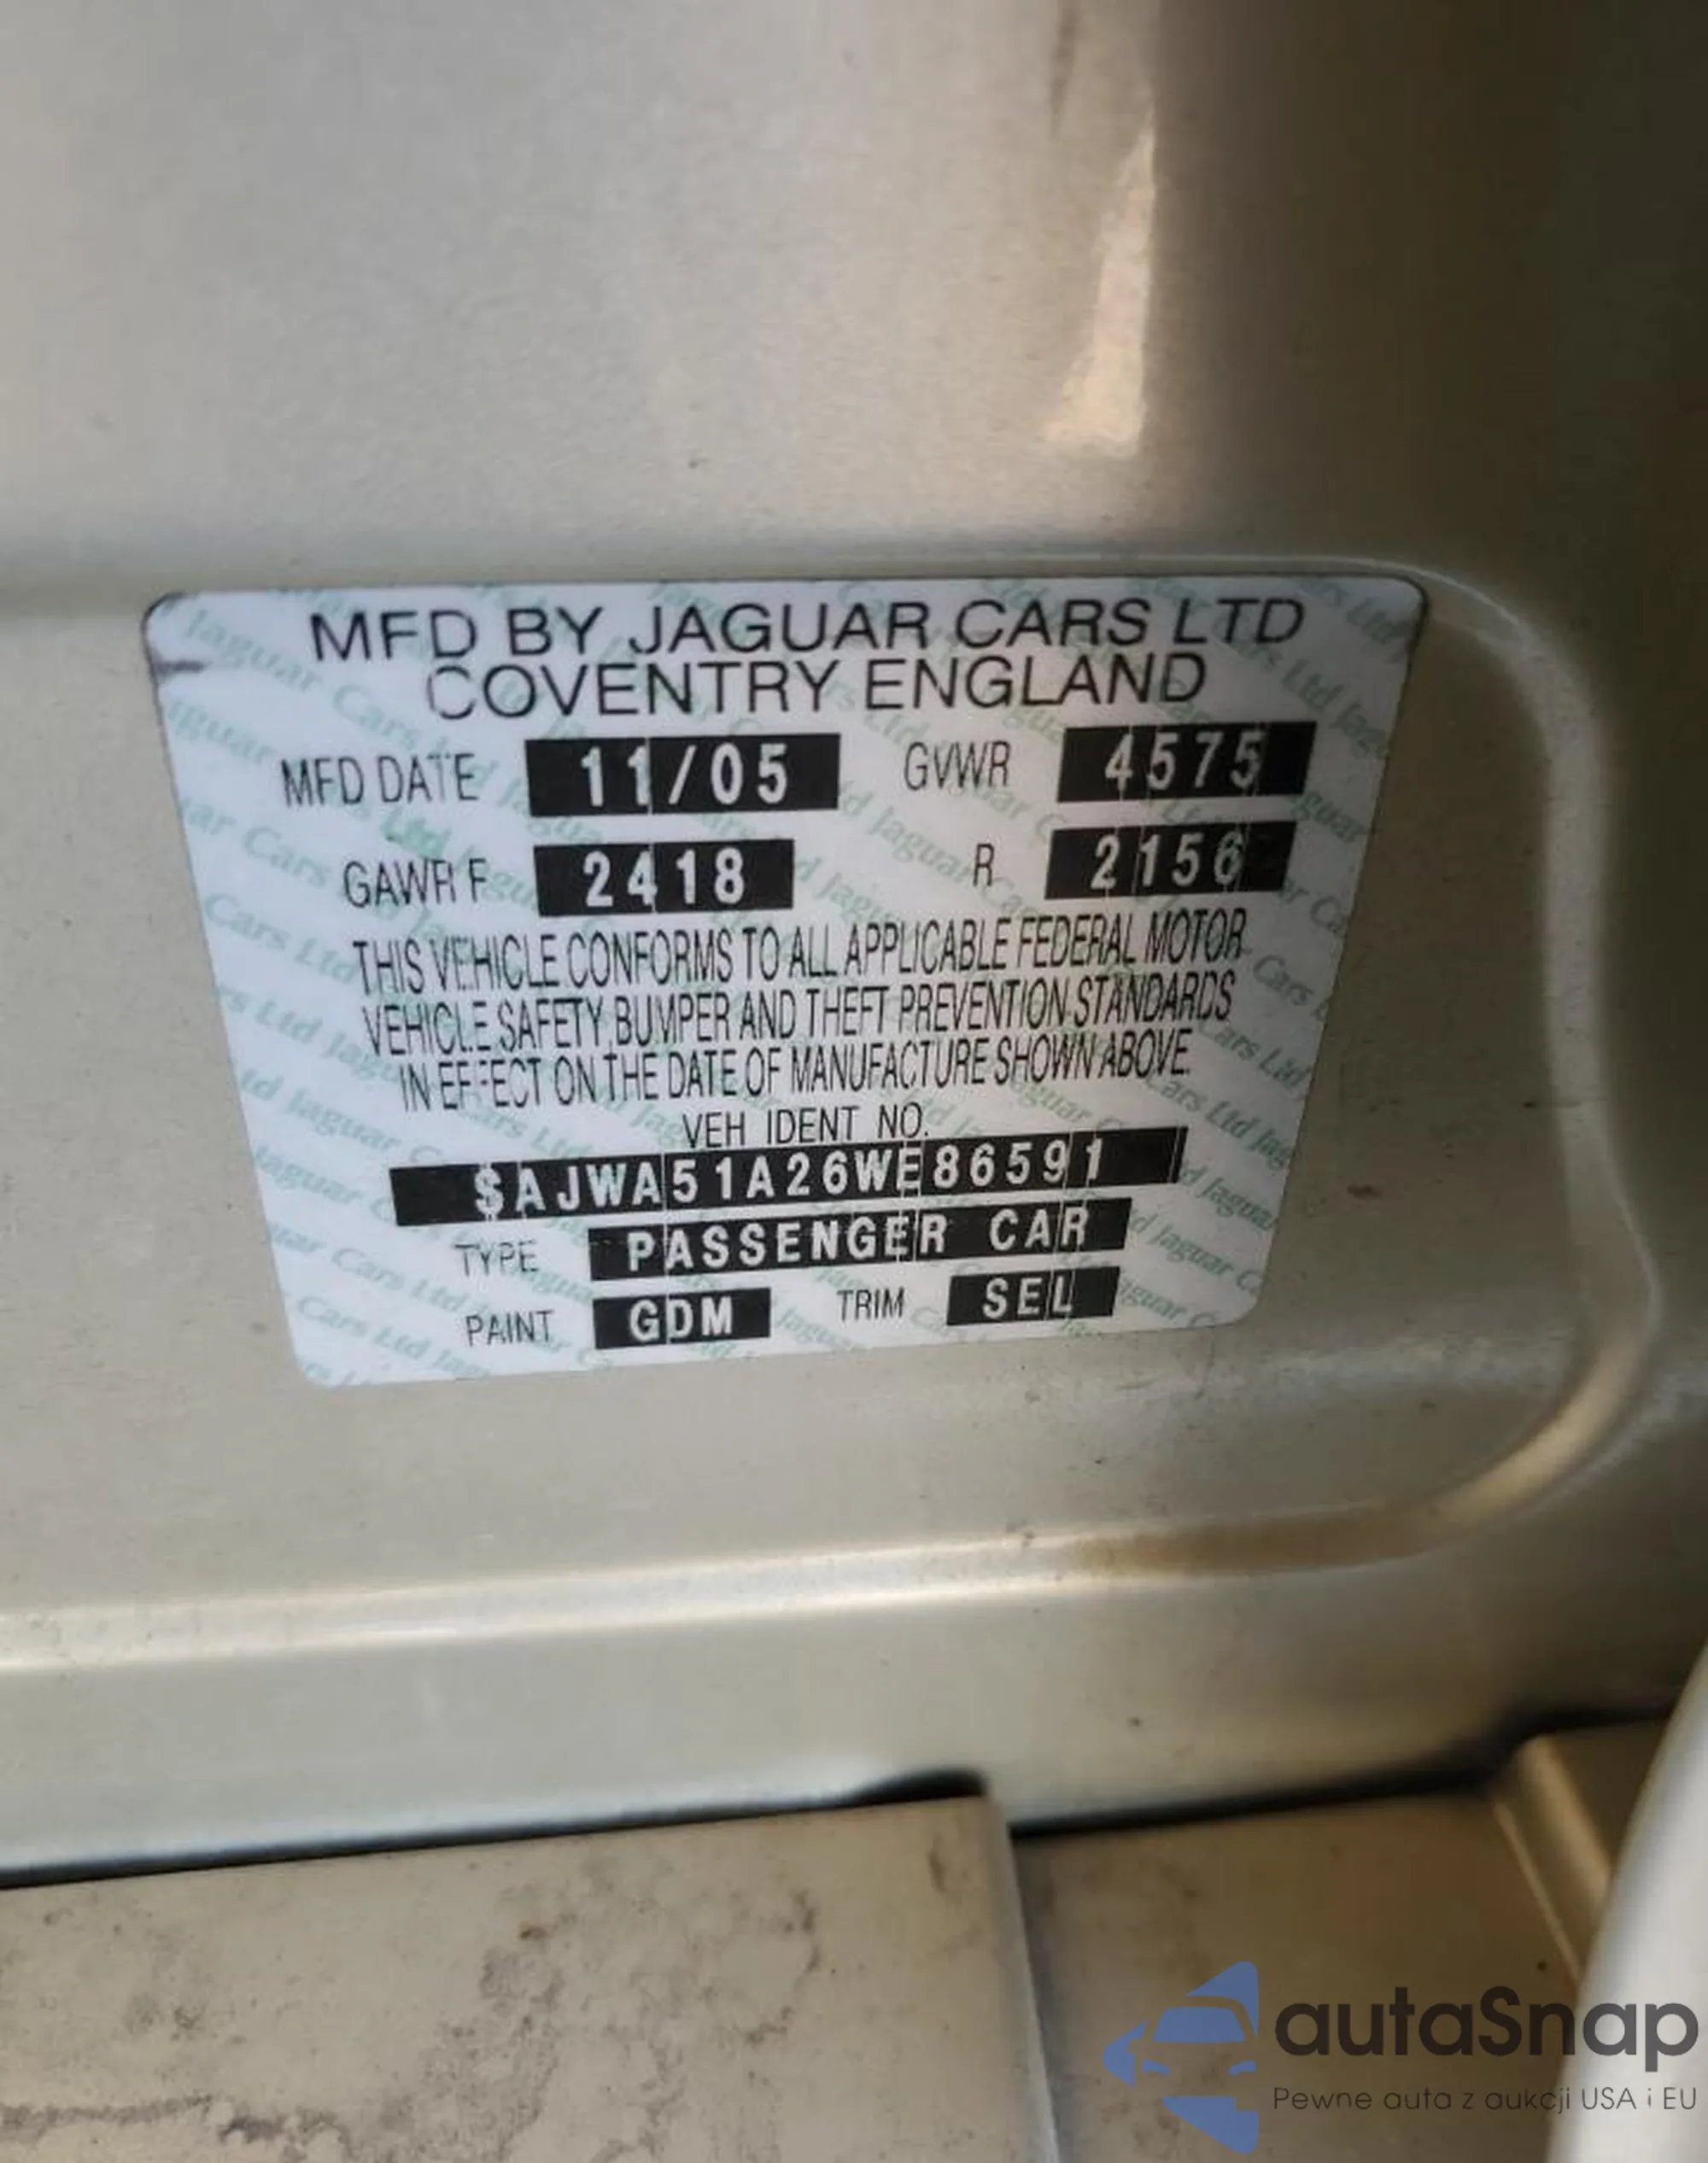 MFD BY JAGUAR CARS LTD
COVENTRY ENGLAND
MFD DATE 11/05 GVWR 4575
GAWR F 2418 R 2156
THIS VEHICLE CONFORMS TO ALL APPLICABLE FEDERAL MOTOR
VEHICLE SAFETY, BUMPER AND THEFT PREVENTION STANDARDS
IN EFFECT ON THE DATE OF MANUFACTURE SHOWN ABOVE.
VEH IDENT NO.
SAJWA51A26WE86591
TYPE PASSENGER CAR
PAINT GDM TRIM SEL
autaSnap
Pewne auta z aukcji USA i EU